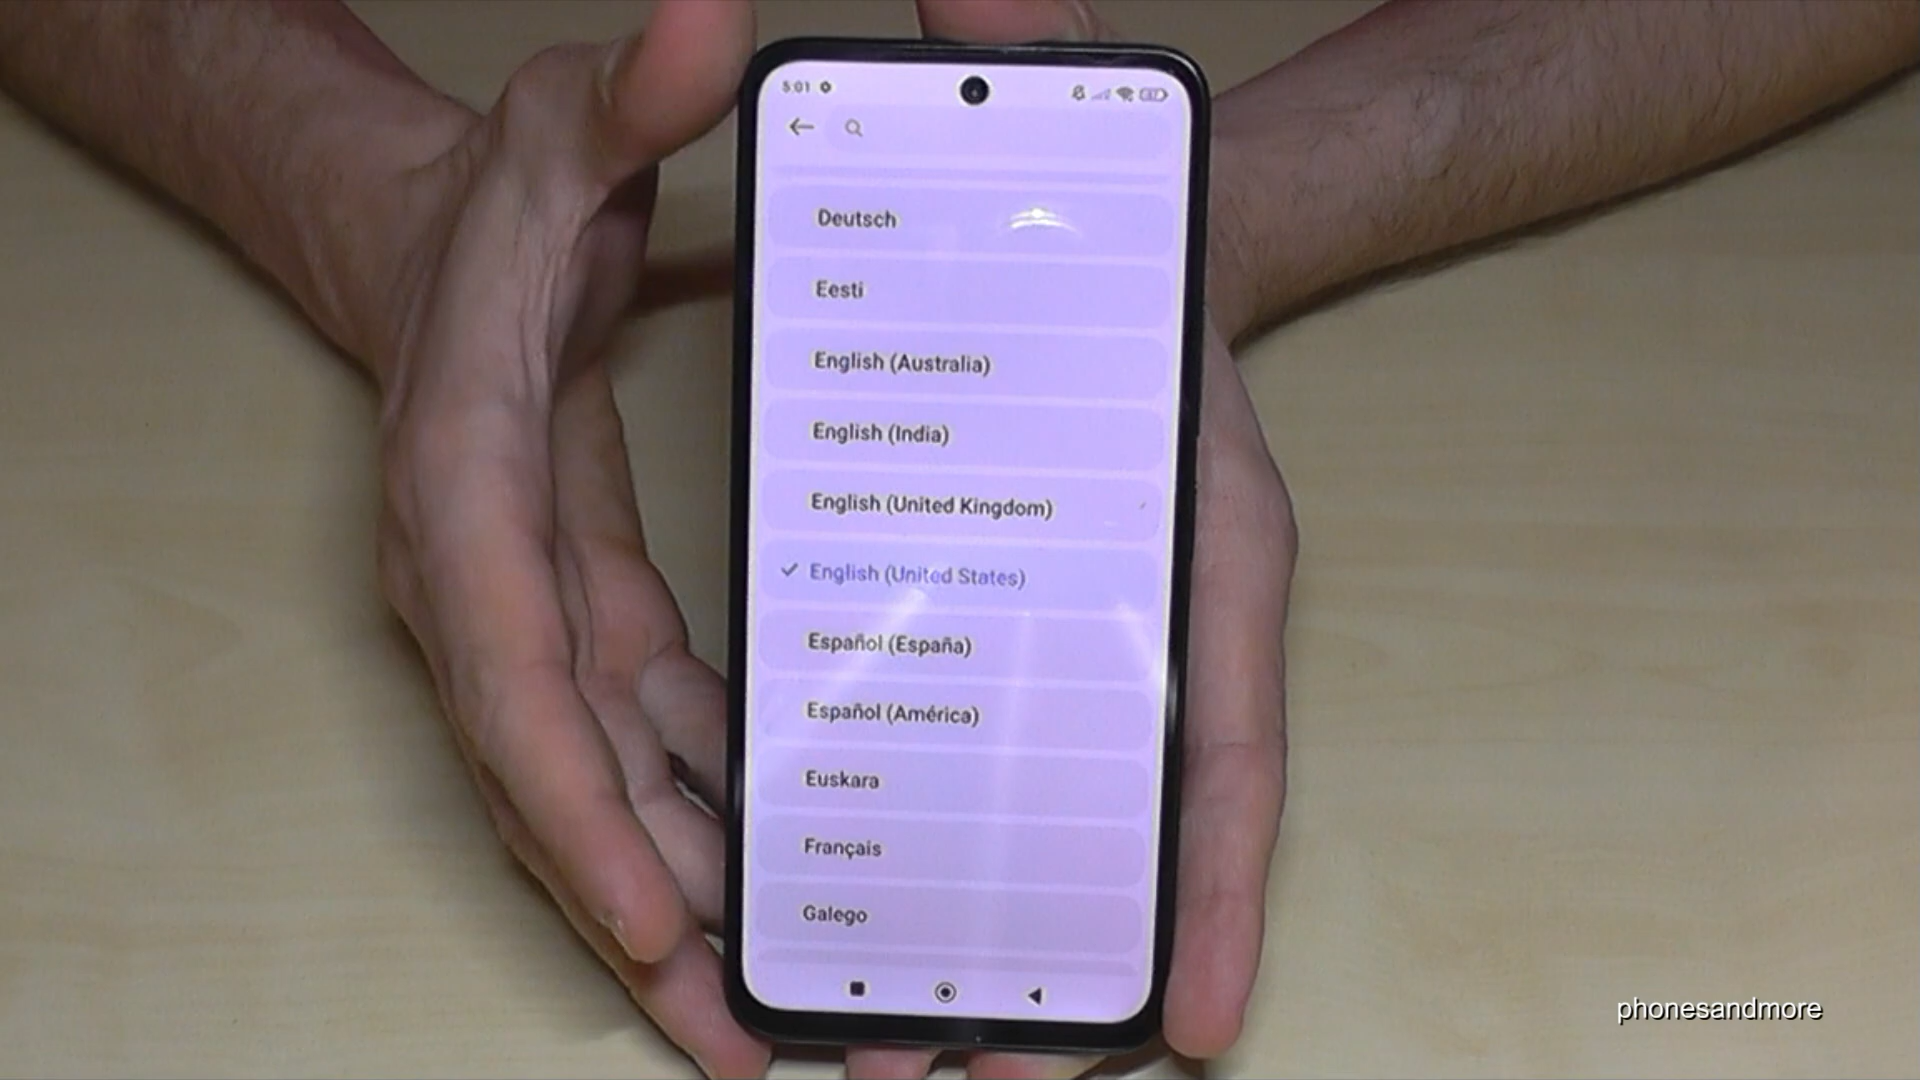 5:01
Deutsch
Eesti
English (Australia)
English (India)
English (United Kingdom)
English (United States)
Español (España)
Español (América)
Euskara
Français
Galego
phonesandmore